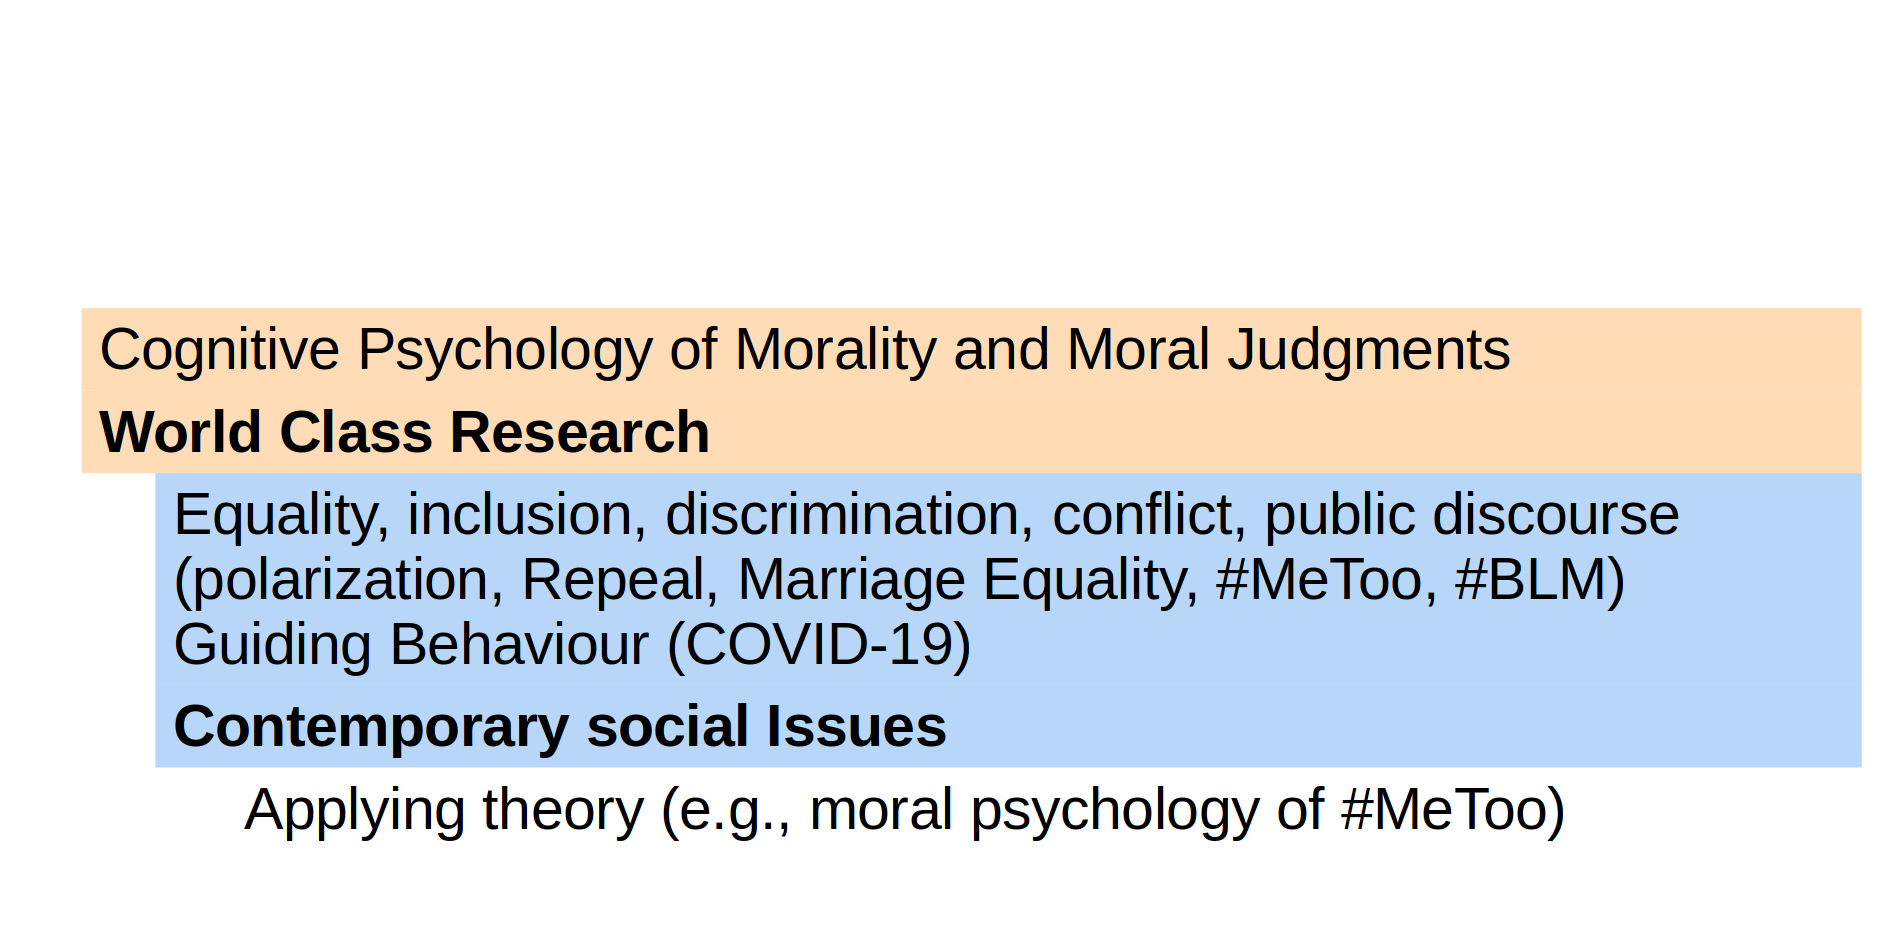 Cognitive Psychology of Morality and Moral Judgments
World Class Research
Equality, inclusion, discrimination, conflict, public discourse
(polarization, Repeal, Marriage Equality, #MeToo, #BLM)
Guiding Behaviour (COVID-19)
Contemporary social Issues
Applying theory (e.g., moral psychology of #MeToo)